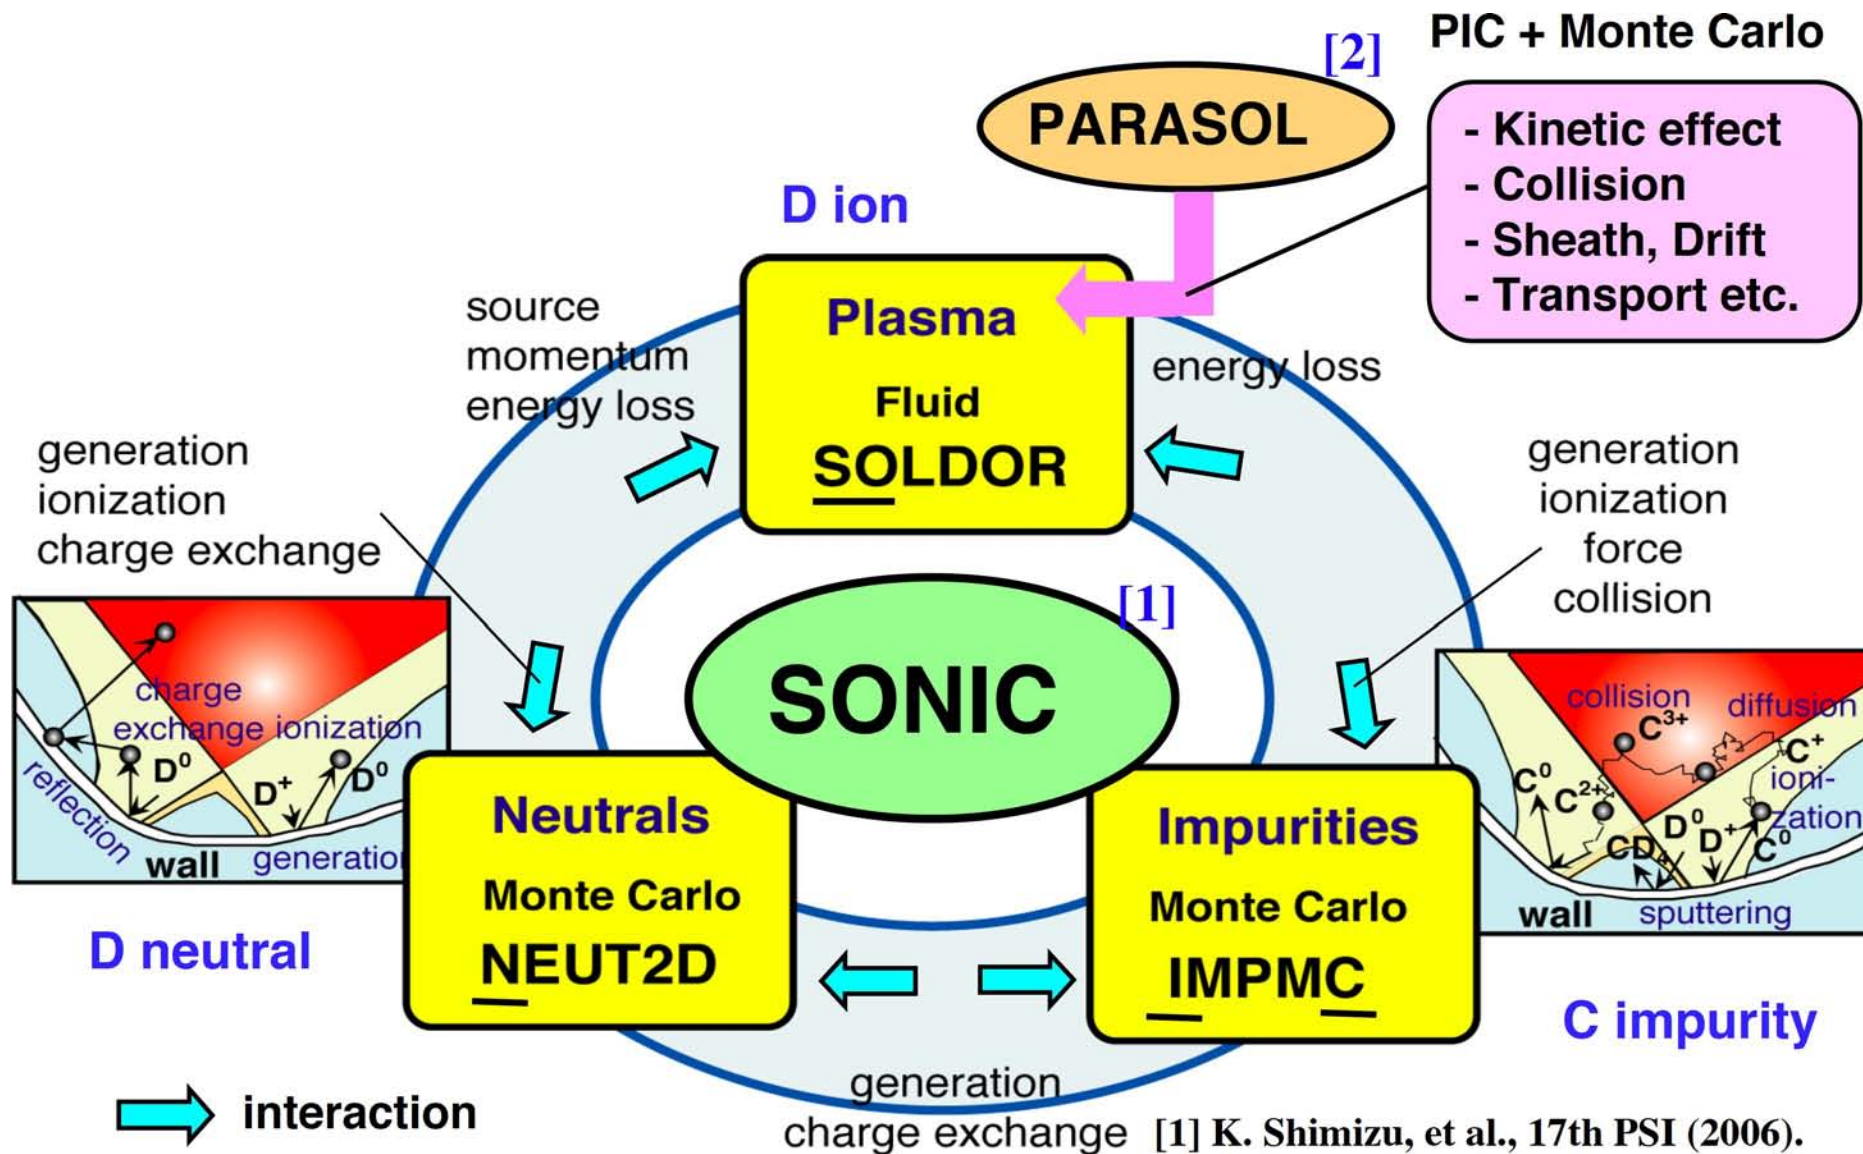 PIC + Monte Carlo
[2]
PARASOL
- Kinetic effect
- Collision
- Sheath, Drift
- Transport etc.
D ion
source
momentum
energy loss
Plasma
Fluid
SOLDOR
energy loss
generation
ionization
charge exchange
generation
ionization
force
collision
[1]
SONIC
charge
exchange
ionization
D⁰
D⁺
D⁰
reflection
wall
generation
D neutral
Neutrals
Monte Carlo
NEUT2D
Impurities
Monte Carlo
IMPMC
collision
diffusion
C³⁺
C⁺
C⁰
C²⁺
ioni-
zation
D⁰
D⁺
CD₄
C⁰
wall
sputtering
C impurity
interaction
generation
charge exchange
[1] K. Shimizu, et al., 17th PSI (2006).